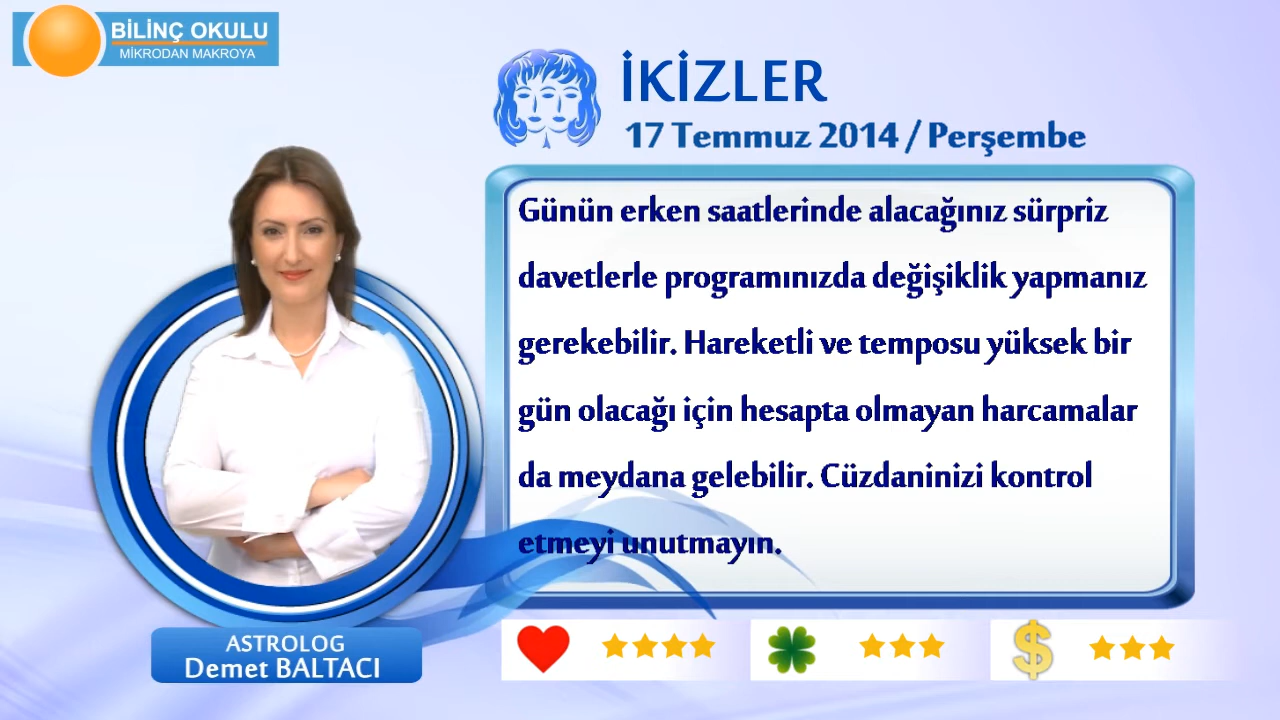 BİLİNÇ OKULU
MİKRODAN MAKROYA
İKİZLER
17 Temmuz 2014 / Perşembe
Günün erken saatlerinde alacağınız sürpriz
davetlerle programınızda değişiklik yapmanız
gerekebilir. Hareketli ve temposu yüksek bir
gün olacağı için hesapta olmayan harcamalar
da meydana gelebilir. Cüzdaninizi kontrol
etmeyi unutmayın.
ASTROLOG
Demet BALTACI
$